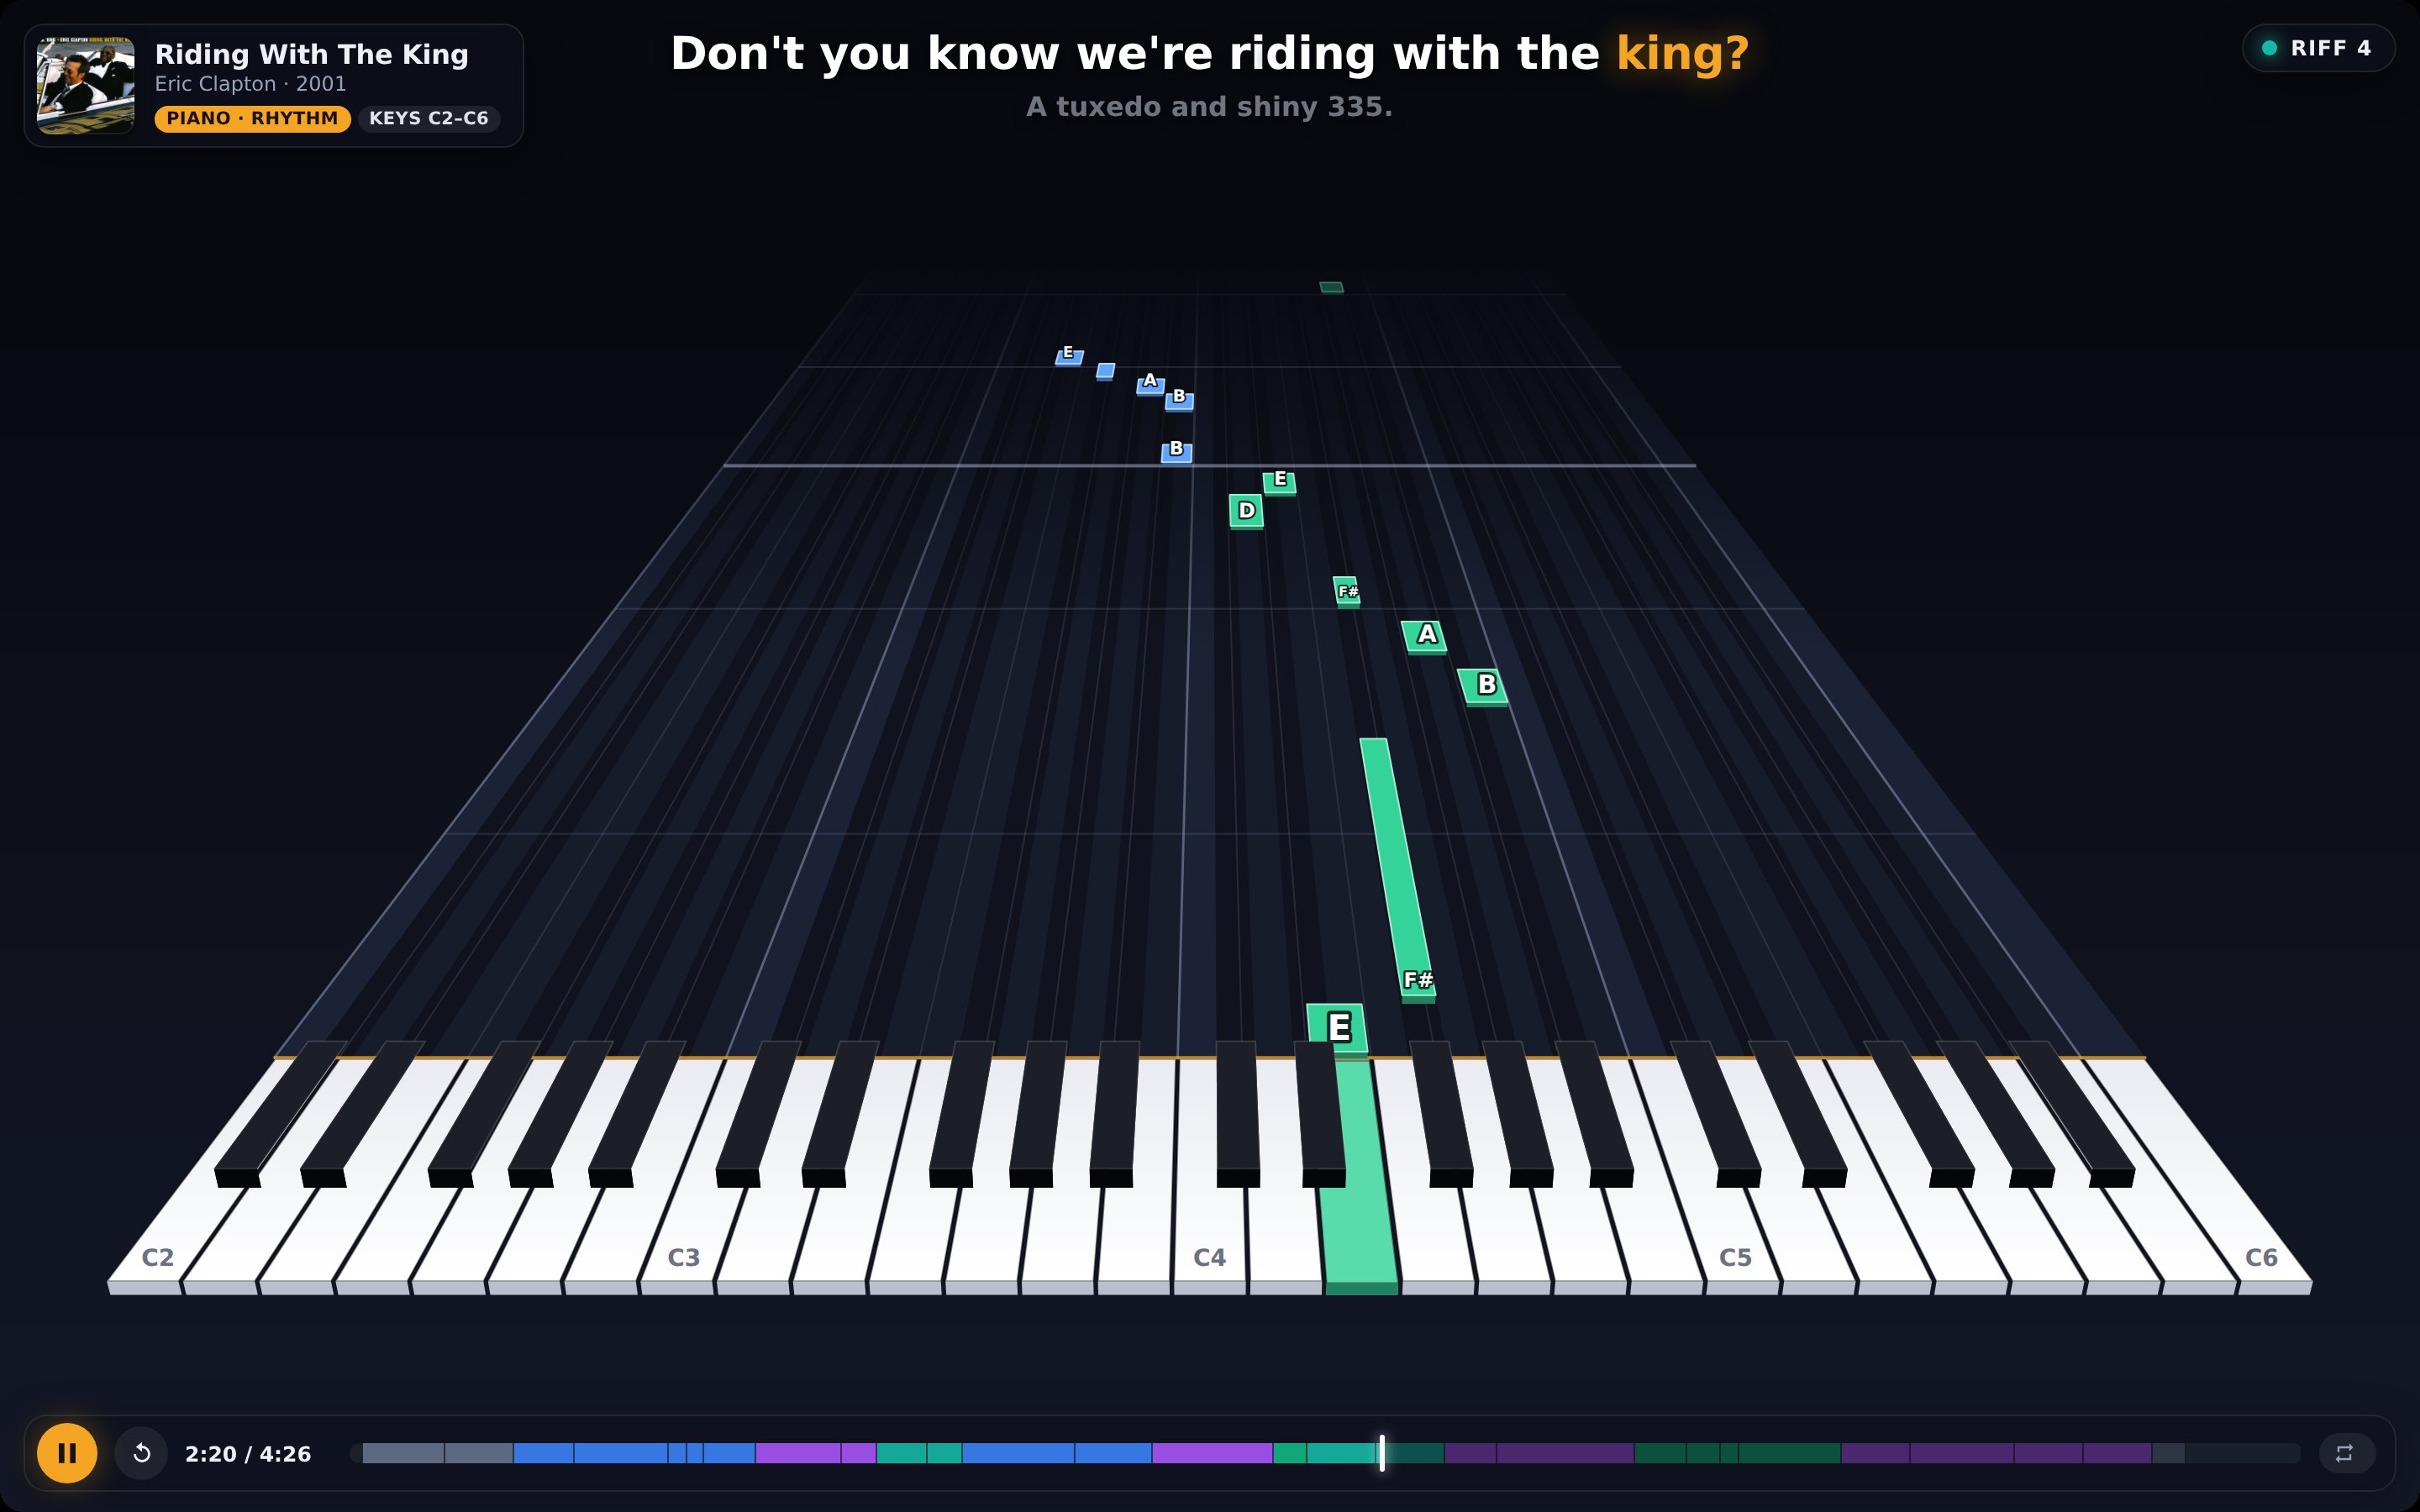 Riding With The King
Eric Clapton · 2001
PIANO · RHYTHM
KEYS C2–C6
Don't you know we're riding with the king?
A tuxedo and shiny 335.
RIFF 4
E
A
B
B
E
D
F#
A
B
F#
E
C2
C3
C4
C5
C6
2:20 / 4:26